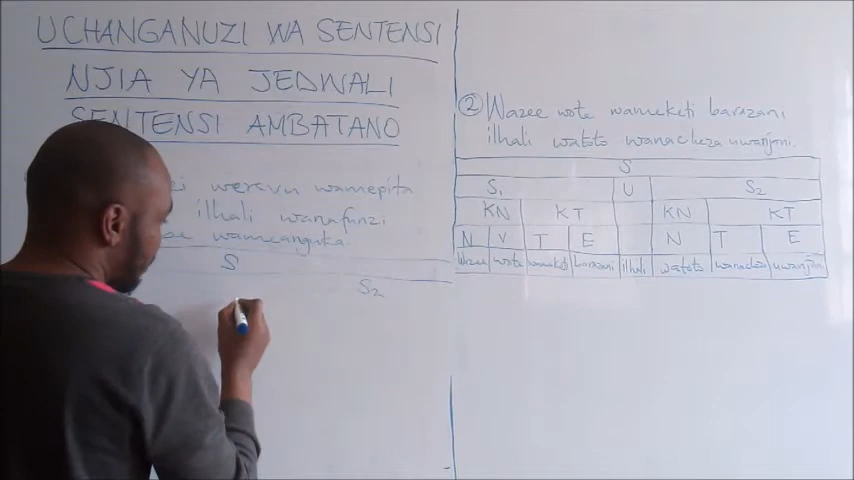 UCHANGANUZI WA SENTENSI
NJIA YA JEDWALI
SENTENSI AMBATANO
werevu wamepita
ilhali wanafunzi
wameanguka.
S
S2
② Wazee wote wameketi barazani
ilhali watoto wanacheza uwanjani.
S
S1 U S2
KN KT KN KT
N V T E N T E
Wazee wote wameketi barazani ilhali watoto wanacheza uwanjani